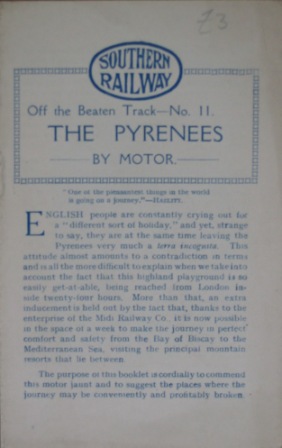 £3
SOUTHERN
RAILWAY
Off the Beaten Track—No. 11.
THE PYRENEES
BY MOTOR.
"One of the permanent things in the world
is going on a journey."—HAZLITT.
ENGLISH people are constantly crying out for
a "different sort of holiday," and yet, strange
to say, they are at the same time leaving the
Pyrenees very much a terra incognita. This
attitude almost amounts to a contradiction in terms
and is all the more difficult to explain when we take into
account the fact that this highland playground is so
easily get-at-able, being reached from London in-
side twenty-four hours. More than that, an extra
inducement is held out by the fact that, thanks to the
enterprise of the Midi Railway Co. it is now possible
in the space of a week to make the journey in perfect
comfort and safety from the Bay of Biscay to the
Mediterranean Sea, visiting the principal mountain
resorts that lie between.
The purpose of this booklet is cordially to commend
this motor jaunt and to suggest the places where the
journey may be conveniently and profitably broken